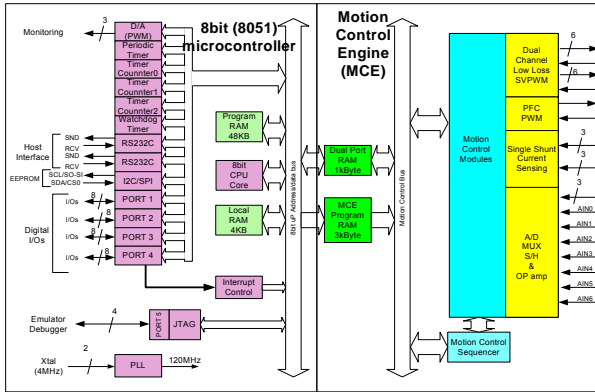 8bit (8051)
microcontroller
Motion
Control
Engine
(MCE)
Monitoring
3
D/A
(PWM)
Periodic
Timer
Timer
Counnter0
Timer
Counnter1
Timer
Counnter2
Watchdog
Timer
Host
Interface
SND
RCV
RS232C
SND
RCV
RS232C
EEPROM
SCL/SO-SI
SDA/CS0
I2C/SPI
Digital
I/Os
I/Os
8
PORT 1
I/Os
8
PORT 2
I/Os
8
PORT 3
I/Os
8
PORT 4
Interrupt
Control
Emulator
Debugger
4
PORT 5
JTAG
Xtal
(4MHz)
2
PLL
120MHz
Program
RAM
48KB
8bit
CPU
Core
Local
RAM
4KB
8bit uP Address/data bus
Dual Port
RAM
1kByte
MCE
Program
RAM
3kByte
Motion Control Bus
Motion
Control
Modules
Motion Control
Sequencer
Dual
Channel
Low Loss
SVPWM
6
6
PFC
PWM
Single Shunt
Current
Sensing
3
3
3
A/D
MUX
S/H
&
OP amp
AIN0
AIN1
AIN2
AIN3
AIN4
AIN5
AIN6